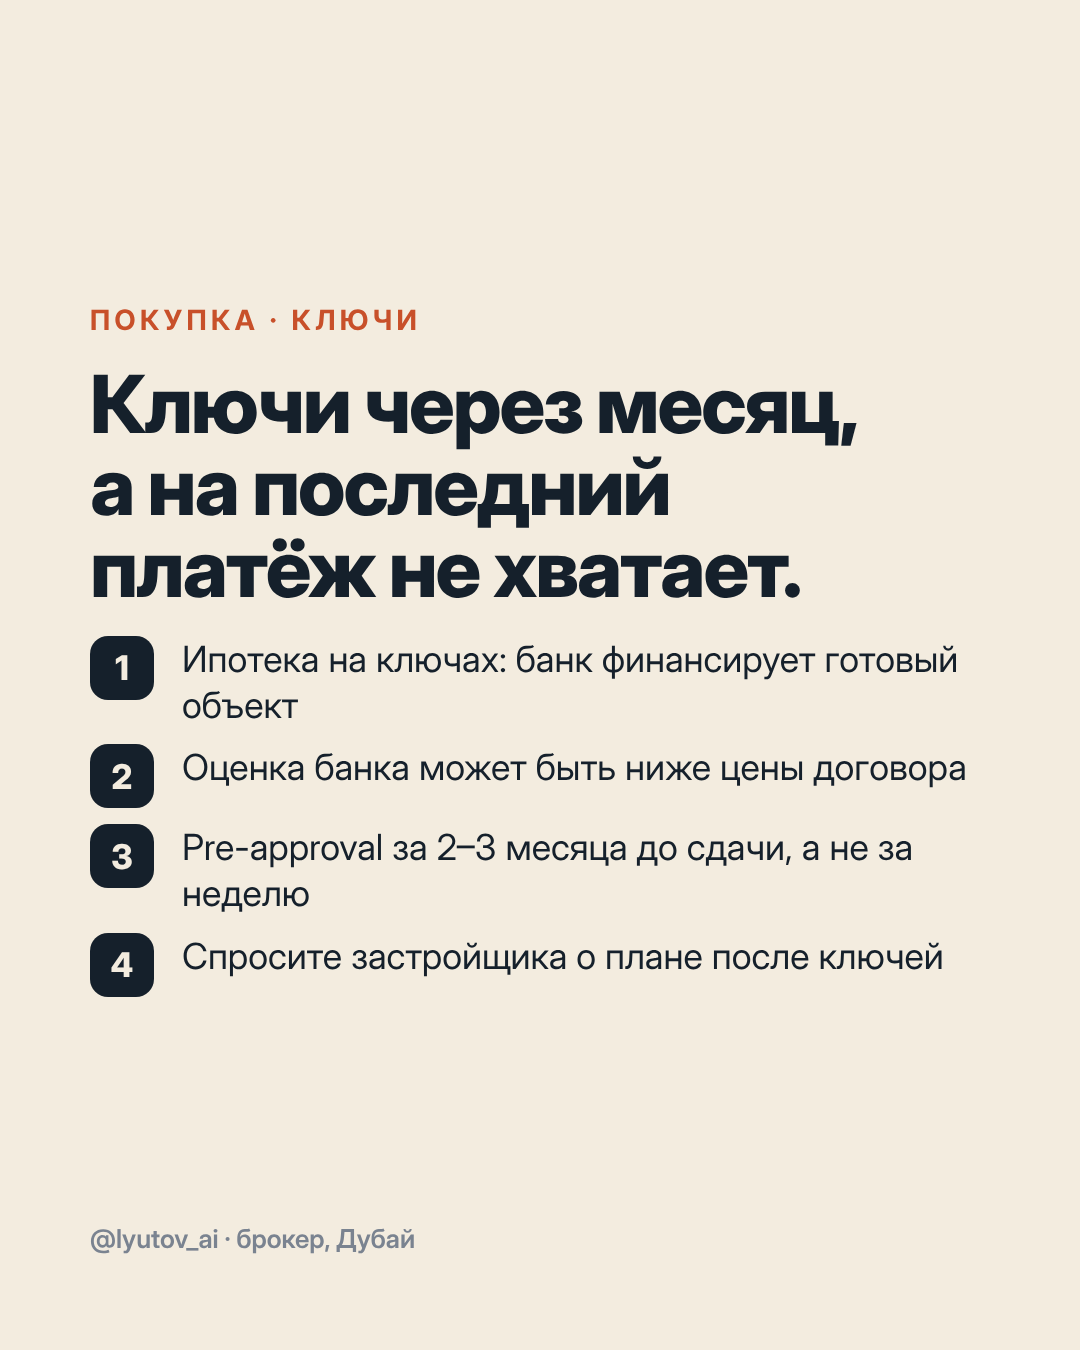 ПОКУПКА · КЛЮЧИ
Ключи через месяц,
а на последний
платёж не хватает.
1 Ипотека на ключах: банк финансирует готовый
объект
2 Оценка банка может быть ниже цены договора
3 Pre-approval за 2–3 месяца до сдачи, а не за
неделю
4 Спросите застройщика о плане после ключей
@lyutov_ai · брокер, Дубай